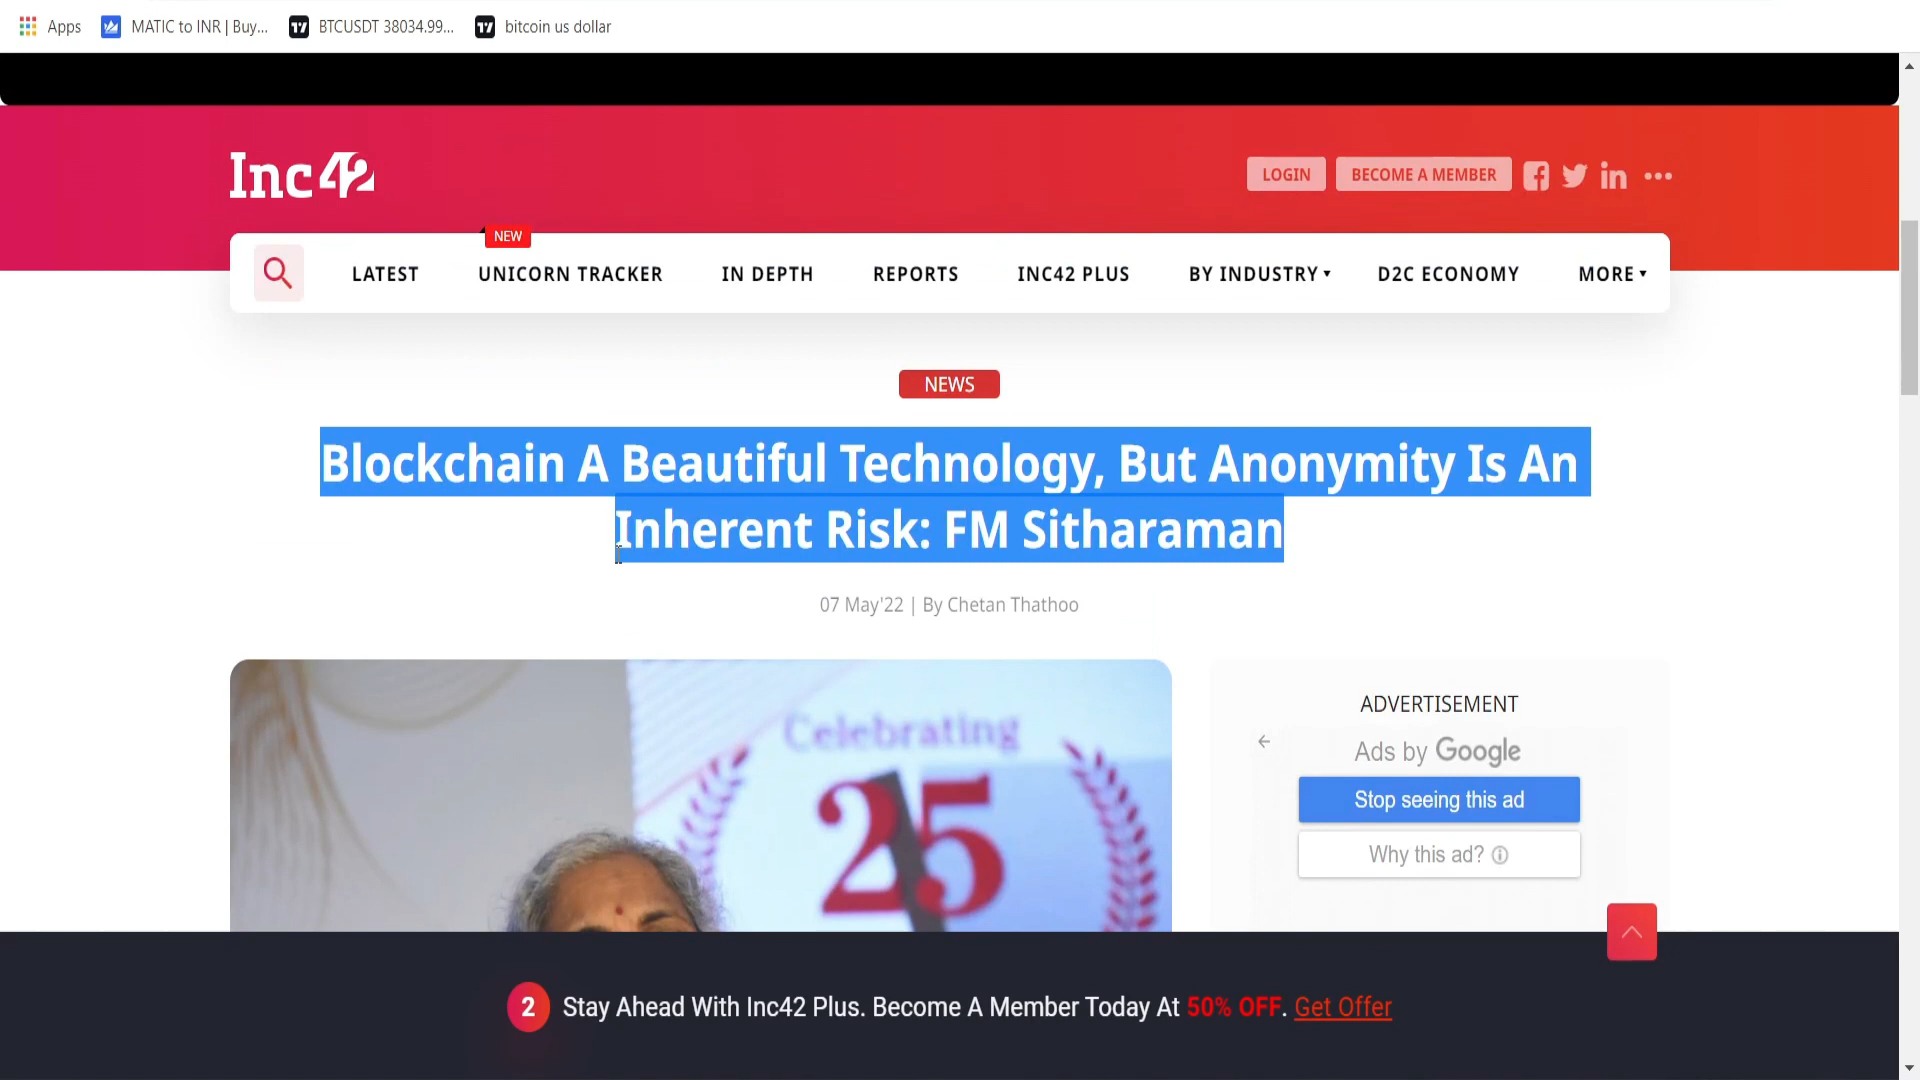 Apps
MATIC to INR | Buy...
BTCUSDT 38034.99...
bitcoin us dollar
Inc42
LOGIN
BECOME A MEMBER
NEW
LATEST
UNICORN TRACKER
IN DEPTH
REPORTS
INC42 PLUS
BY INDUSTRY
D2C ECONOMY
MORE
NEWS
Blockchain A Beautiful Technology, But Anonymity Is An
Inherent Risk: FM Sitharaman
07 May'22 | By Chetan Thathoo
Celebrating
25
ADVERTISEMENT
Ads by Google
Stop seeing this ad
Why this ad?
2 Stay Ahead With Inc42 Plus. Become A Member Today At 50% OFF. Get Offer